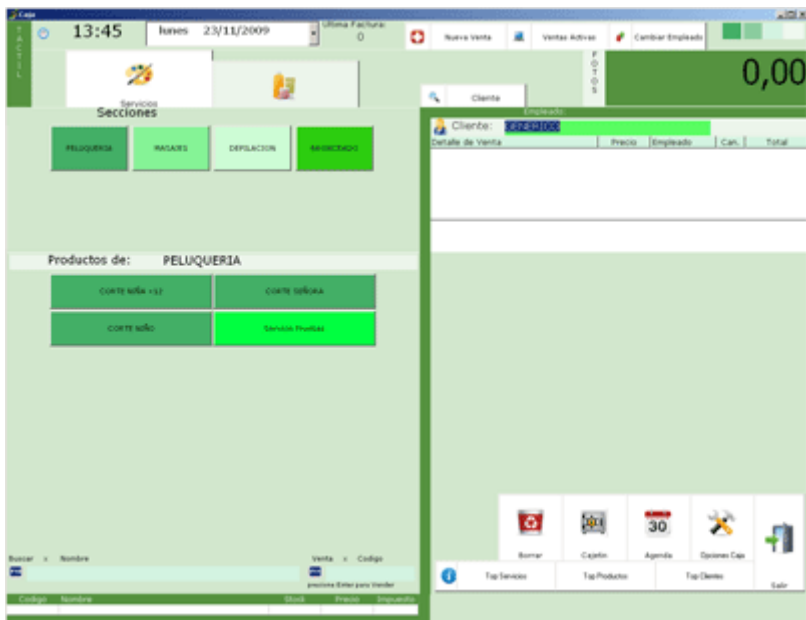 Caja
TACTIL
13:45
lunes 23/11/2009
Ultima Factura:
0
Nueva Venta
Ventas Activas
Cambiar Empleado
Servicios
FOTOS
0,00
Cliente
Secciones
Empleado:
Cliente: GENERICO
PELUQUERIA
MASAJES
DEPILACION
Detalle de Venta
Precio
Empleado
Can.
Total
Productos de: PELUQUERIA
CORTE NIÑA <12
CORTE SEÑORA
CORTE NIÑO
Servicio Pruebas
30
Borrar
Cajetin
Agenda
Opciones Caja
Salir
Top Servicios
Top Productos
Top Clientes
Buscar x Nombre
Venta x Codigo
presione Enter para Vender
Codigo
Nombre
Stock
Precio
Impuesto